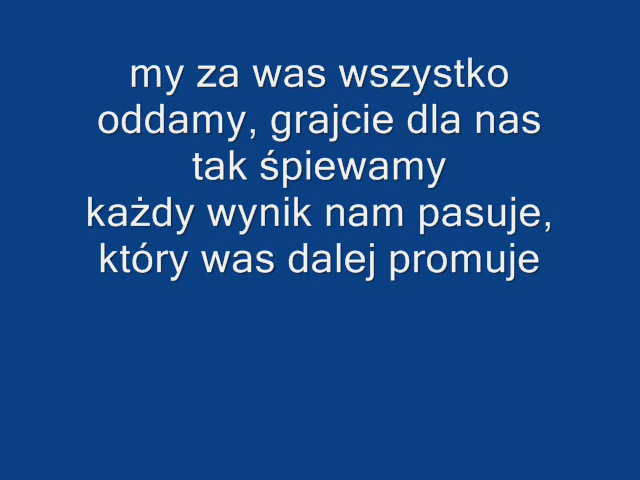 my za was wszystko
oddamy, grajcie dla nas
tak śpiewamy
każdy wynik nam pasuje,
który was dalej promuje